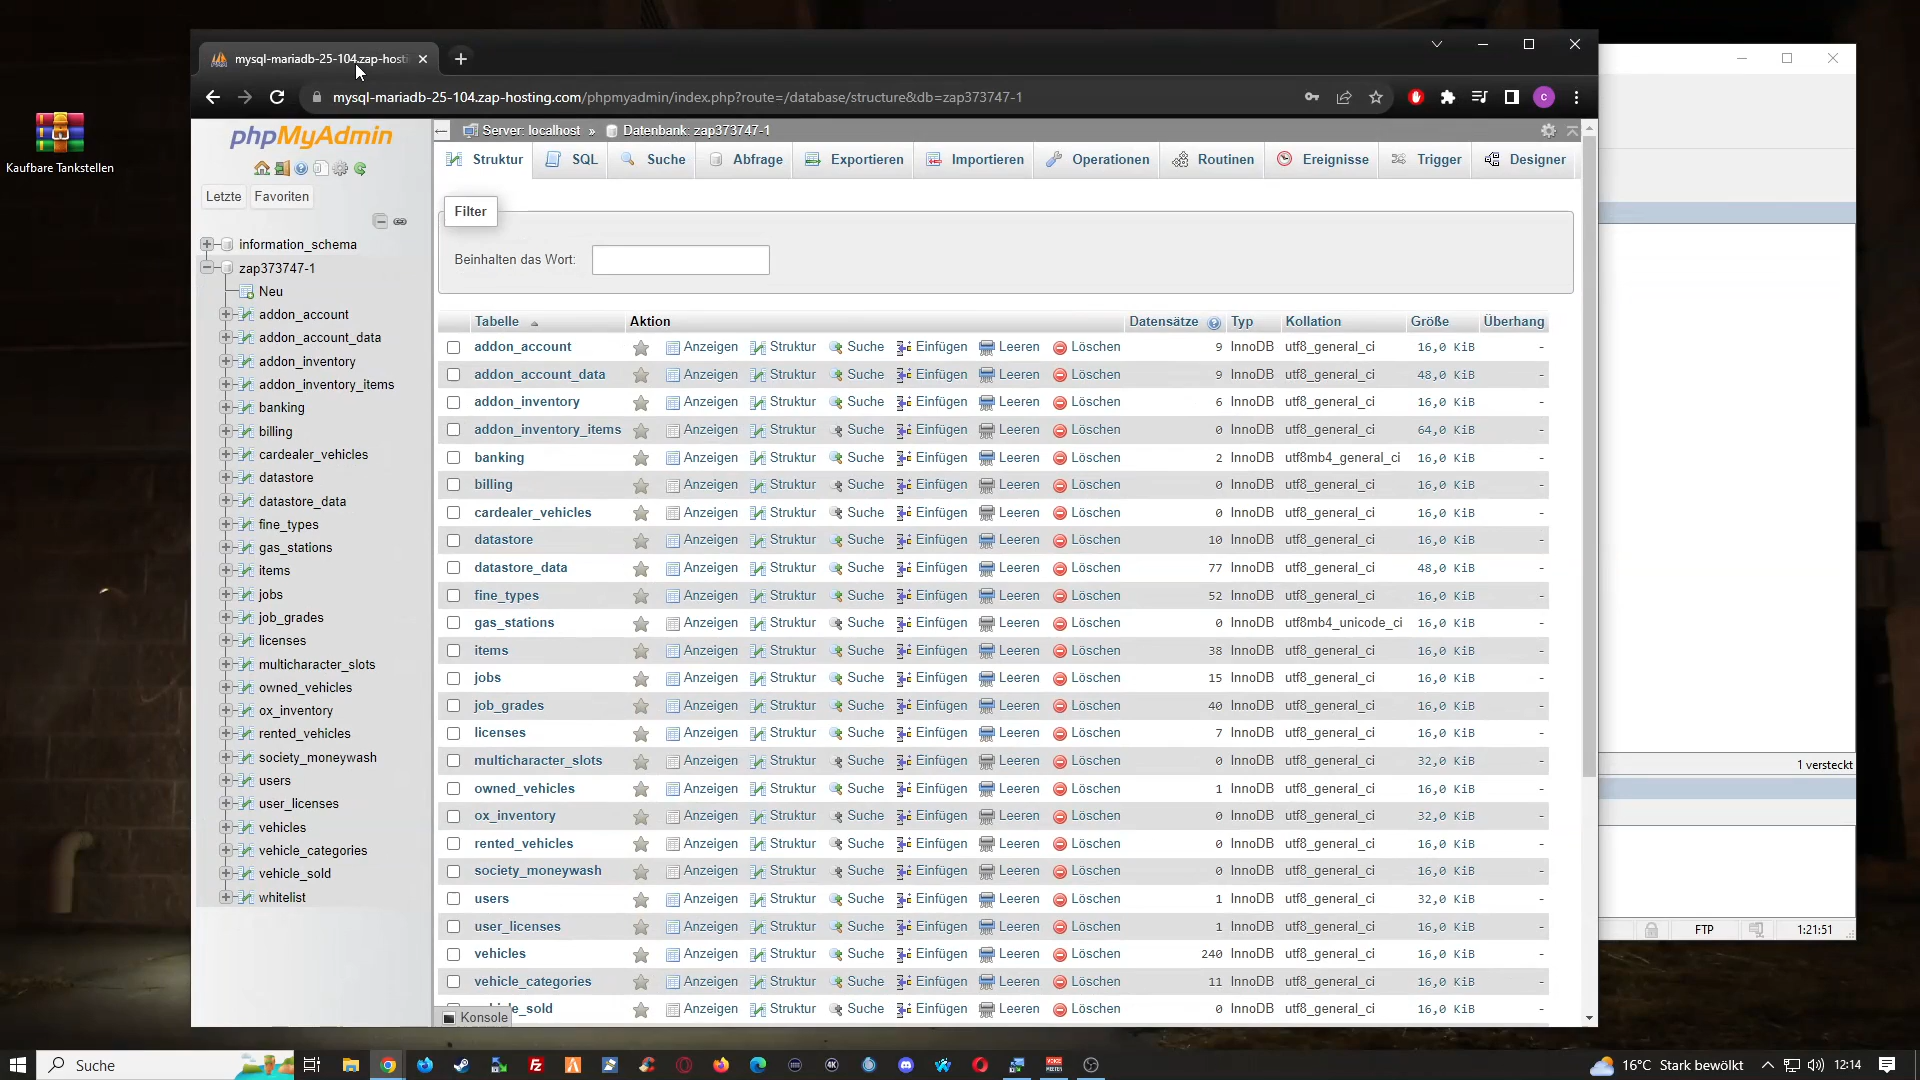 Kaufbare Tankstellen
mysql-mariadb-25-104.zap-hosti
mysql-mariadb-25-104.zap-hosting.com/phpmyadmin/index.php?route=/database/structure&db=zap373747-1
c
phpMyAdmin
Letzte Favoriten
information_schema
zap373747-1
Neu
addon_account
addon_account_data
addon_inventory
addon_inventory_items
banking
billing
cardealer_vehicles
datastore
datastore_data
fine_types
gas_stations
items
jobs
job_grades
licenses
multicharacter_slots
owned_vehicles
ox_inventory
rented_vehicles
society_moneywash
users
user_licenses
vehicles
vehicle_categories
vehicle_sold
whitelist
Server: localhost » Datenbank: zap373747-1
Struktur SQL Suche Abfrage Exportieren Importieren Operationen Routinen Ereignisse Trigger Designer
Filter
Beinhalten das Wort:
Tabelle Aktion Datensätze Typ Kollation Größe Überhang
addon_account Anzeigen Struktur Suche Einfügen Leeren Löschen 9 InnoDB utf8_general_ci 16,0 KiB -
addon_account_data Anzeigen Struktur Suche Einfügen Leeren Löschen 9 InnoDB utf8_general_ci 48,0 KiB -
addon_inventory Anzeigen Struktur Suche Einfügen Leeren Löschen 6 InnoDB utf8_general_ci 16,0 KiB -
addon_inventory_items Anzeigen Struktur Suche Einfügen Leeren Löschen 0 InnoDB utf8_general_ci 64,0 KiB -
banking Anzeigen Struktur Suche Einfügen Leeren Löschen 2 InnoDB utf8mb4_general_ci 16,0 KiB -
billing Anzeigen Struktur Suche Einfügen Leeren Löschen 0 InnoDB utf8_general_ci 16,0 KiB -
cardealer_vehicles Anzeigen Struktur Suche Einfügen Leeren Löschen 0 InnoDB utf8_general_ci 16,0 KiB -
datastore Anzeigen Struktur Suche Einfügen Leeren Löschen 10 InnoDB utf8_general_ci 16,0 KiB -
datastore_data Anzeigen Struktur Suche Einfügen Leeren Löschen 77 InnoDB utf8_general_ci 48,0 KiB -
fine_types Anzeigen Struktur Suche Einfügen Leeren Löschen 52 InnoDB utf8_general_ci 16,0 KiB -
gas_stations Anzeigen Struktur Suche Einfügen Leeren Löschen 0 InnoDB utf8mb4_unicode_ci 16,0 KiB -
items Anzeigen Struktur Suche Einfügen Leeren Löschen 38 InnoDB utf8_general_ci 16,0 KiB -
jobs Anzeigen Struktur Suche Einfügen Leeren Löschen 15 InnoDB utf8_general_ci 16,0 KiB -
job_grades Anzeigen Struktur Suche Einfügen Leeren Löschen 40 InnoDB utf8_general_ci 16,0 KiB -
licenses Anzeigen Struktur Suche Einfügen Leeren Löschen 7 InnoDB utf8_general_ci 16,0 KiB -
multicharacter_slots Anzeigen Struktur Suche Einfügen Leeren Löschen 0 InnoDB utf8_general_ci 32,0 KiB -
owned_vehicles Anzeigen Struktur Suche Einfügen Leeren Löschen 1 InnoDB utf8_general_ci 16,0 KiB -
ox_inventory Anzeigen Struktur Suche Einfügen Leeren Löschen 0 InnoDB utf8_general_ci 32,0 KiB -
rented_vehicles Anzeigen Struktur Suche Einfügen Leeren Löschen 0 InnoDB utf8_general_ci 16,0 KiB -
society_moneywash Anzeigen Struktur Suche Einfügen Leeren Löschen 0 InnoDB utf8_general_ci 16,0 KiB -
users Anzeigen Struktur Suche Einfügen Leeren Löschen 1 InnoDB utf8_general_ci 32,0 KiB -
user_licenses Anzeigen Struktur Suche Einfügen Leeren Löschen 1 InnoDB utf8_general_ci 16,0 KiB -
vehicles Anzeigen Struktur Suche Einfügen Leeren Löschen 240 InnoDB utf8_general_ci 16,0 KiB -
vehicle_categories Anzeigen Struktur Suche Einfügen Leeren Löschen 11 InnoDB utf8_general_ci 16,0 KiB -
e_sold Anzeigen Struktur Suche Einfügen Leeren Löschen 0 InnoDB utf8_general_ci 16,0 KiB -
Konsole
1 versteckt
FTP 1:21:51
Suche
4K
16°C Stark bewölkt 12:14